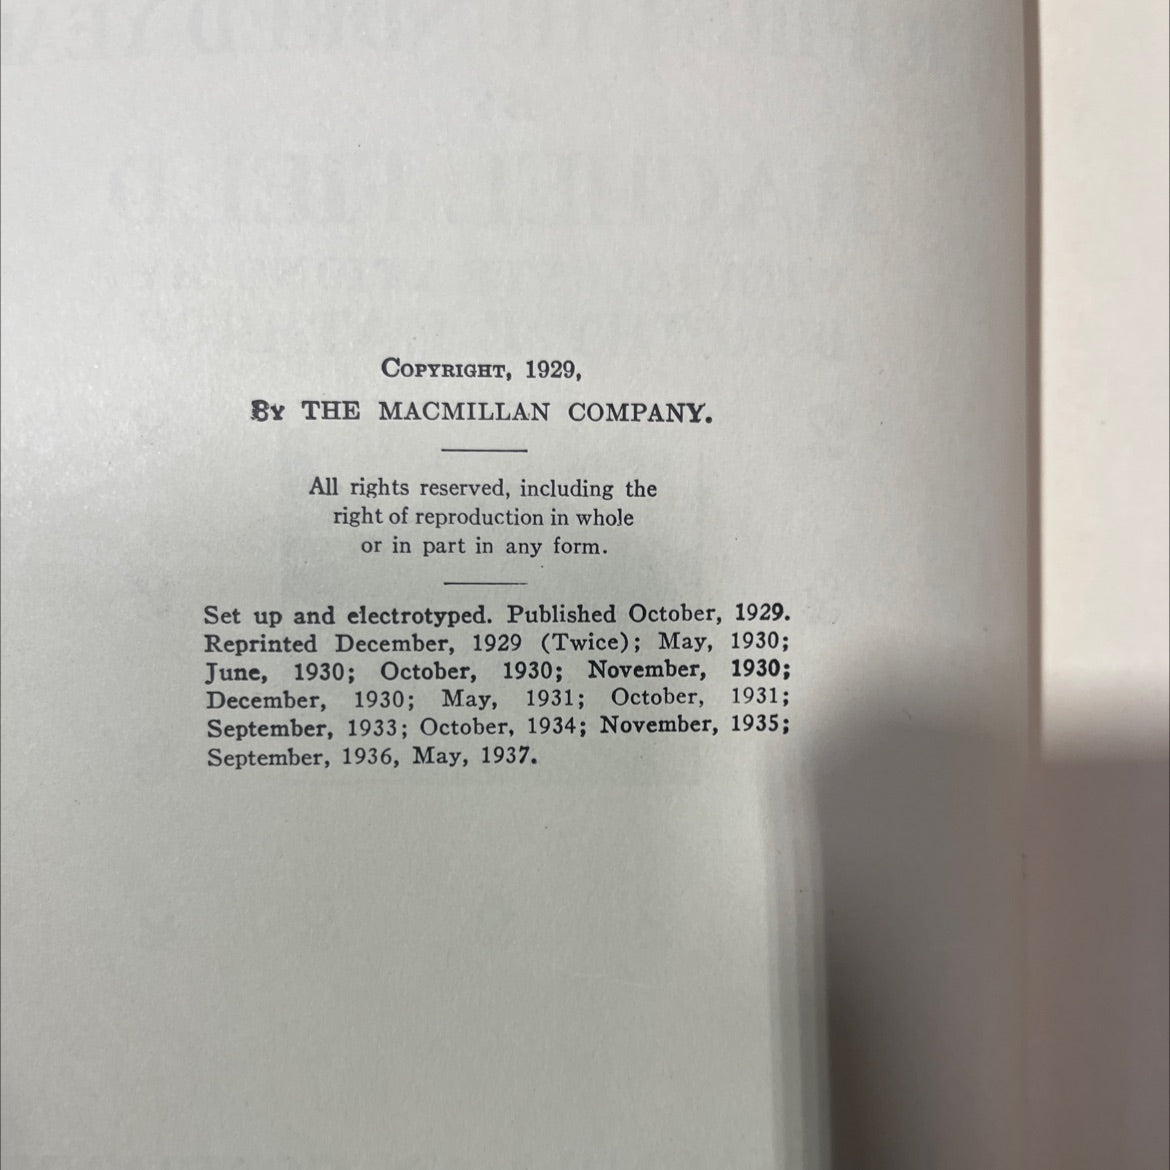 COPYRIGHT, 1929,
BY THE MACMILLAN COMPANY.
All rights reserved, including the
right of reproduction in whole
or in part in any form.
Set up and electrotyped. Published October, 1929.
Reprinted December, 1929 (Twice); May, 1930;
June, 1930; October, 1930; November, 1930;
December, 1930; May, 1931; October, 1931;
September, 1933; October, 1934; November, 1935;
September, 1936, May, 1937.